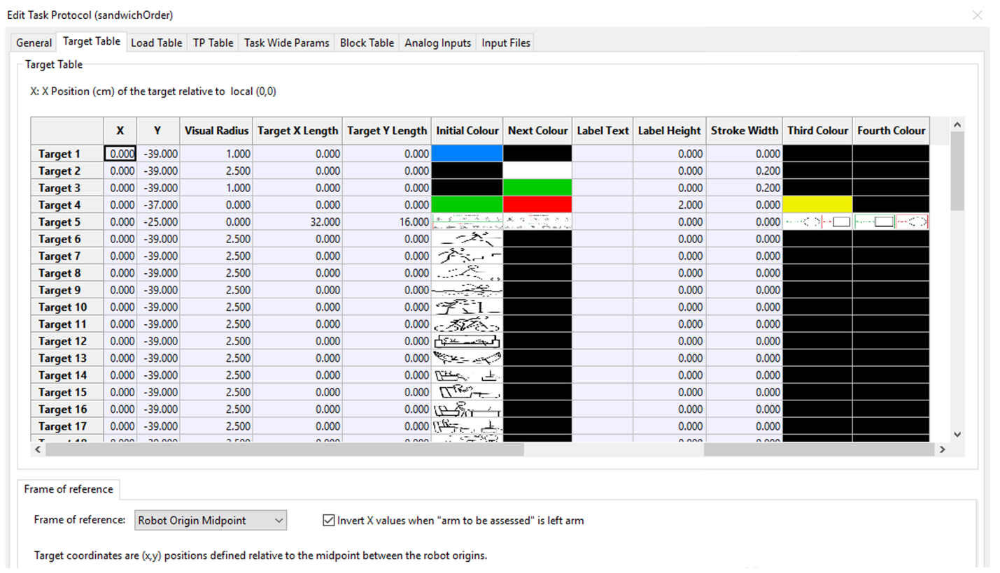 Edit Task Protocol (sandwichOrder)
General Target Table Load Table TP Table Task Wide Params Block Table Analog Inputs Input Files
Target Table
X: X Position (cm) of the target relative to local (0,0)
X Y Visual Radius Target X Length Target Y Length Initial Colour Next Colour Label Text Label Height Stroke Width Third Colour Fourth Colour
Target 1 0.000 -39.000 1.000 0.000 0.000 0.000 0.000
Target 2 0.000 -39.000 2.500 0.000 0.000 0.000 0.200
Target 3 0.000 -39.000 1.000 0.000 0.000 0.000 0.200
Target 4 0.000 -37.000 0.000 0.000 0.000 2.000 0.000
Target 5 0.000 -25.000 0.000 32.000 16.000 0.000 0.000
Target 6 0.000 -39.000 2.500 0.000 0.000 0.000 0.000
Target 7 0.000 -39.000 2.500 0.000 0.000 0.000 0.000
Target 8 0.000 -39.000 2.500 0.000 0.000 0.000 0.000
Target 9 0.000 -39.000 2.500 0.000 0.000 0.000 0.000
Target 10 0.000 -39.000 2.500 0.000 0.000 0.000 0.000
Target 11 0.000 -39.000 2.500 0.000 0.000 0.000 0.000
Target 12 0.000 -39.000 2.500 0.000 0.000 0.000 0.000
Target 13 0.000 -39.000 2.500 0.000 0.000 0.000 0.000
Target 14 0.000 -39.000 2.500 0.000 0.000 0.000 0.000
Target 15 0.000 -39.000 2.500 0.000 0.000 0.000 0.000
Target 16 0.000 -39.000 2.500 0.000 0.000 0.000 0.000
Target 17 0.000 -39.000 2.500 0.000 0.000 0.000 0.000
Frame of reference
Frame of reference: Robot Origin Midpoint Invert X values when "arm to be assessed" is left arm
Target coordinates are (x,y) positions defined relative to the midpoint between the robot origins.